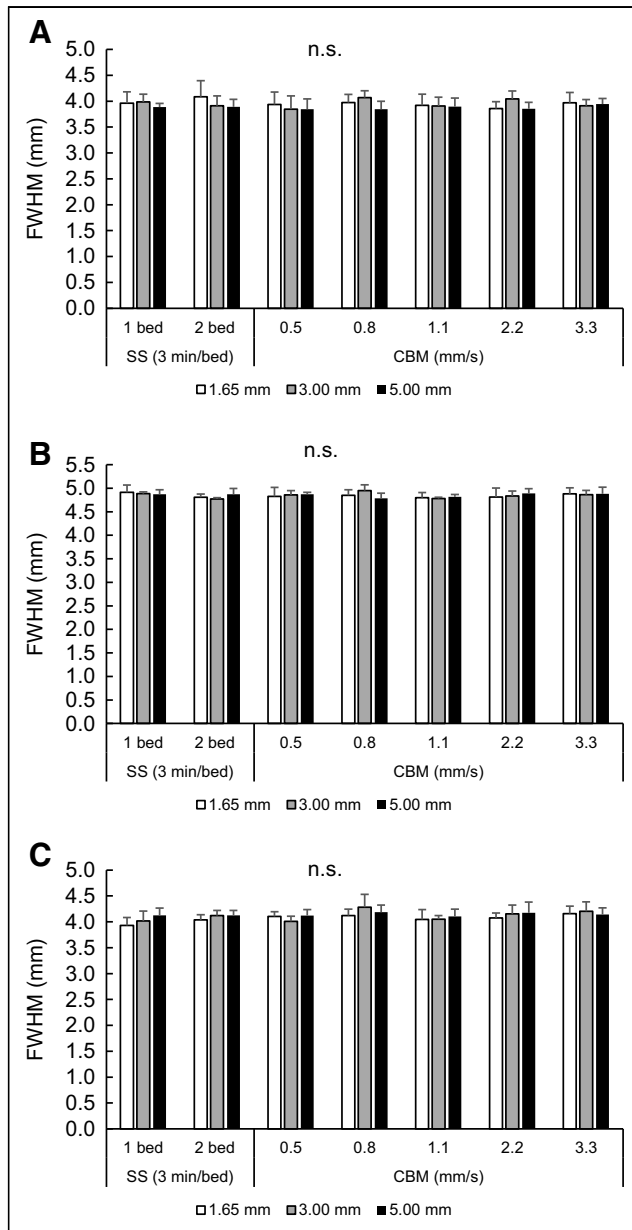 A
n.s.
FWHM (mm)
5.0
4.5
4.0
3.5
3.0
2.5
2.0
1.5
1.0
0.5
0.0
1 bed 2 bed 0.5 0.8 1.1 2.2 3.3
SS (3 min/bed) CBM (mm/s)
1.65 mm 3.00 mm 5.00 mm
B
n.s.
FWHM (mm)
5.5
5.0
4.5
4.0
3.5
3.0
2.5
2.0
1.5
1.0
0.5
0.0
1 bed 2 bed 0.5 0.8 1.1 2.2 3.3
SS (3 min/bed) CBM (mm/s)
1.65 mm 3.00 mm 5.00 mm
C
n.s.
FWHM (mm)
5.0
4.5
4.0
3.5
3.0
2.5
2.0
1.5
1.0
0.5
0.0
1 bed 2 bed 0.5 0.8 1.1 2.2 3.3
SS (3 min/bed) CBM (mm/s)
1.65 mm 3.00 mm 5.00 mm